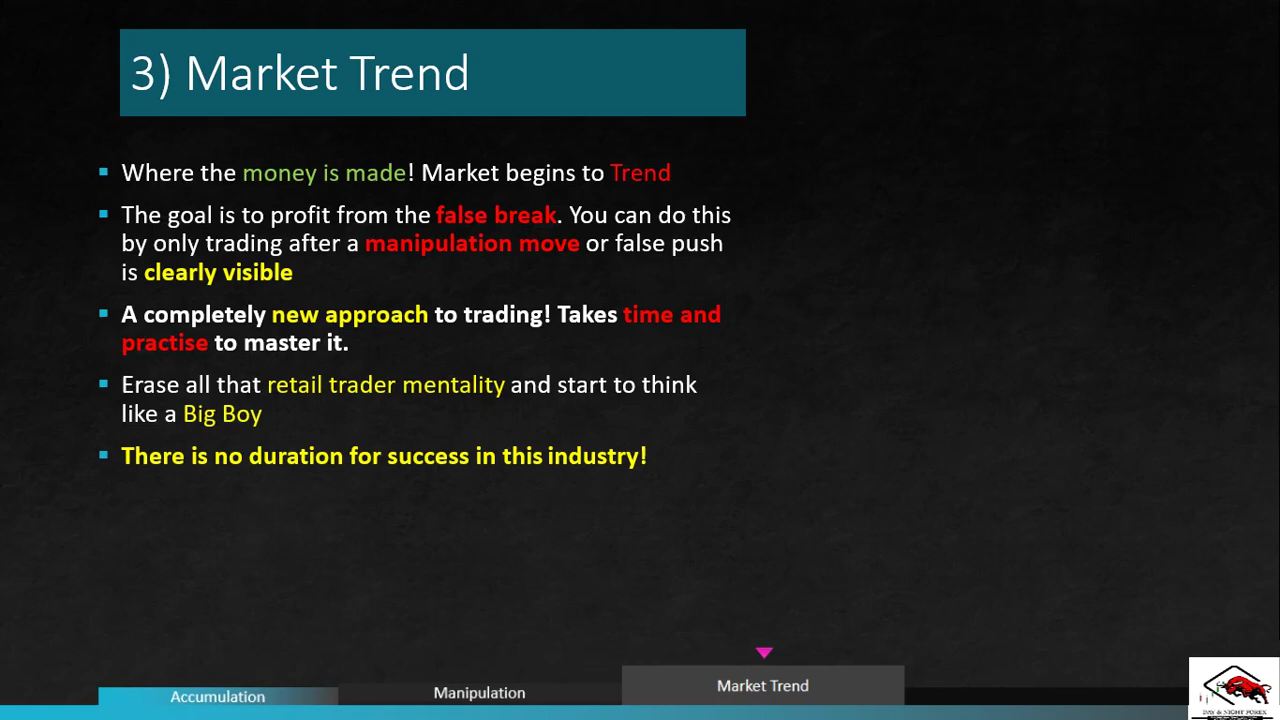 3) Market Trend
Where the money is made! Market begins to Trend
The goal is to profit from the false break. You can do this
by only trading after a manipulation move or false push
is clearly visible
A completely new approach to trading! Takes time and
practise to master it.
Erase all that retail trader mentality and start to think
like a Big Boy
There is no duration for success in this industry!
Accumulation
Manipulation
Market Trend
DAY & NIGHT FOREX